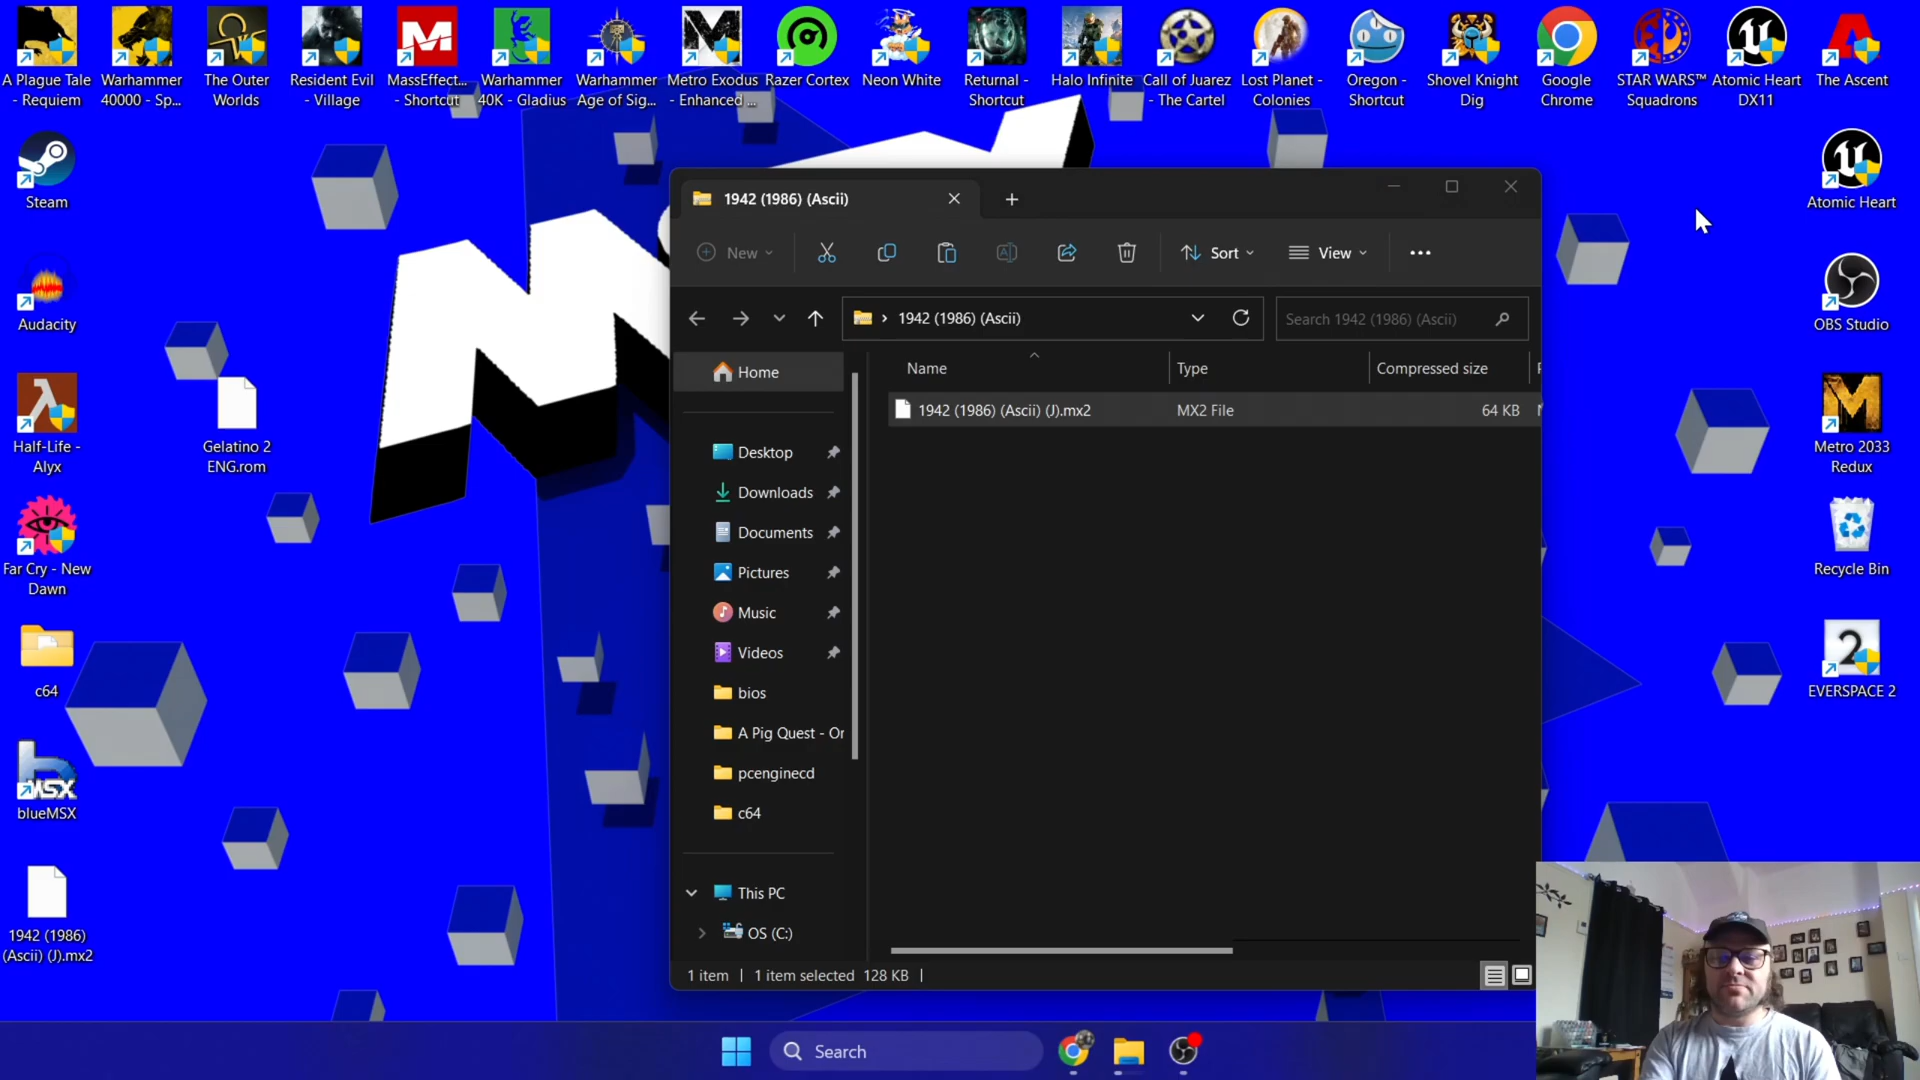 A Plague Tale
- Requiem
Warhammer
40000 - Sp...
The Outer
Worlds
Resident Evil
- Village
MassEffect...
- Shortcut
Warhammer
40K - Gladius
Warhammer
Age of Sig...
Metro Exodus
- Enhanced ...
Razer Cortex
Neon White
Returnal -
Shortcut
Halo Infinite
Call of Juarez
- The Cartel
Lost Planet -
Colonies
Oregon -
Shortcut
Shovel Knight
Dig
Google
Chrome
STAR WARS™
Squadrons
Atomic Heart
DX11
The Ascent
Steam
Audacity
Half-Life -
Alyx
Gelatino 2
ENG.rom
Far Cry - New
Dawn
c64
blueMSX
1942 (1986)
(Ascii) (J).mx2
Atomic Heart
OBS Studio
Metro 2033
Redux
Recycle Bin
EVERSPACE 2
1942 (1986) (Ascii)
New
Sort
View
1942 (1986) (Ascii)
Search 1942 (1986) (Ascii)
Home
Desktop
Downloads
Documents
Pictures
Music
Videos
bios
A Pig Quest - Or
pcenginecd
c64
This PC
OS (C:)
Name
Type
Compressed size
1942 (1986) (Ascii) (J).mx2
MX2 File
64 KB
1 item
1 item selected 128 KB
Search